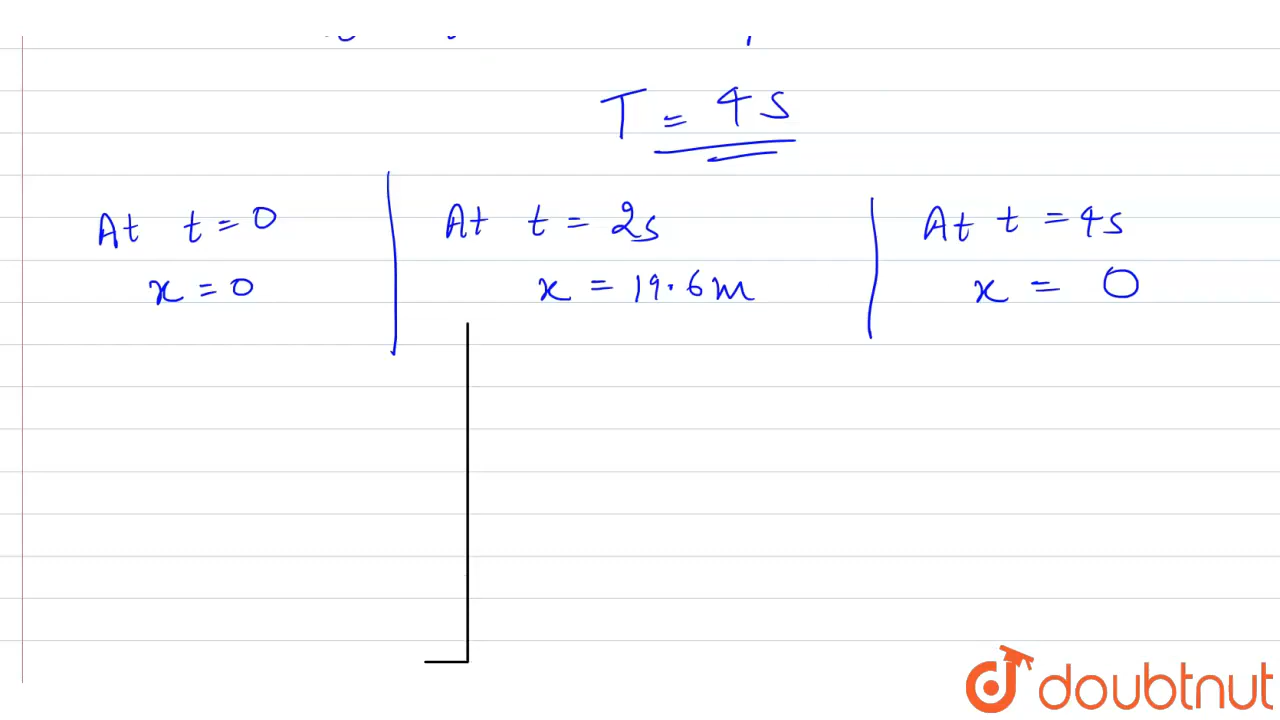 T = 4s
At t = 0
x = 0
At t = 2s
x = 19.6m
At t = 4s
x = 0
doubtnut